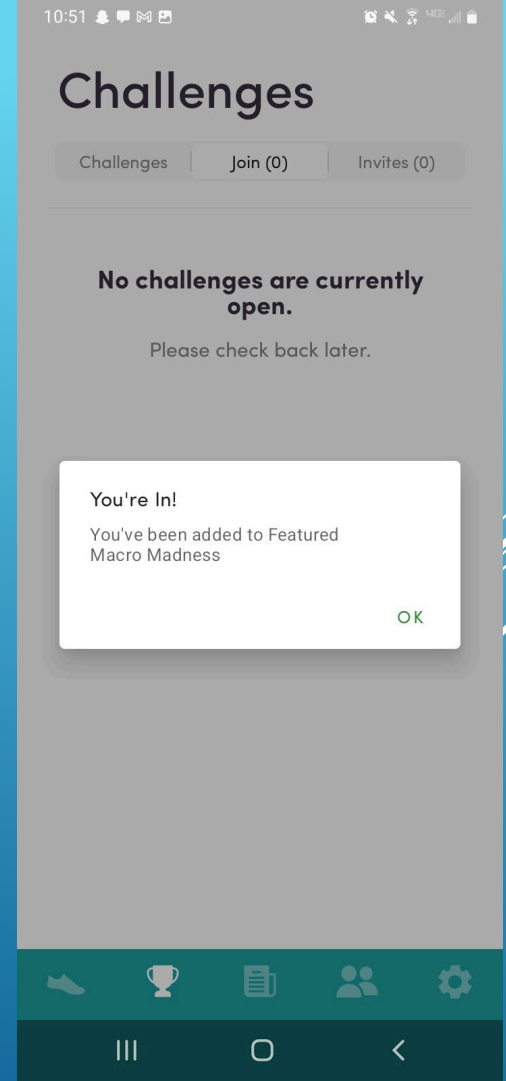 10:51
4GE
Challenges
Challenges Join (0) Invites (0)
No challenges are currently
open.
Please check back later.
You're In!
You've been added to Featured
Macro Madness
OK